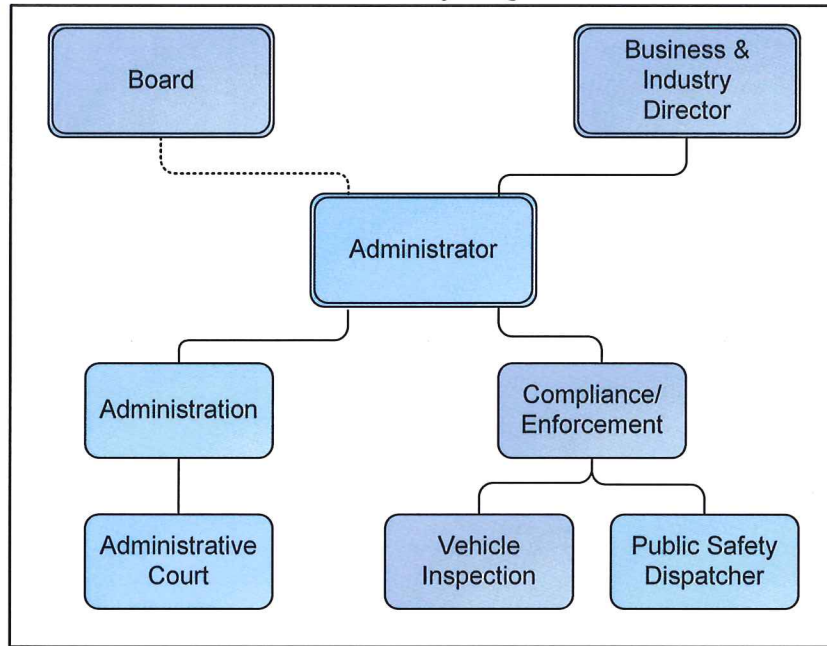 Board
Business &
Industry
Director
Administrator
Administration
Compliance/
Enforcement
Administrative
Court
Vehicle
Inspection
Public Safety
Dispatcher